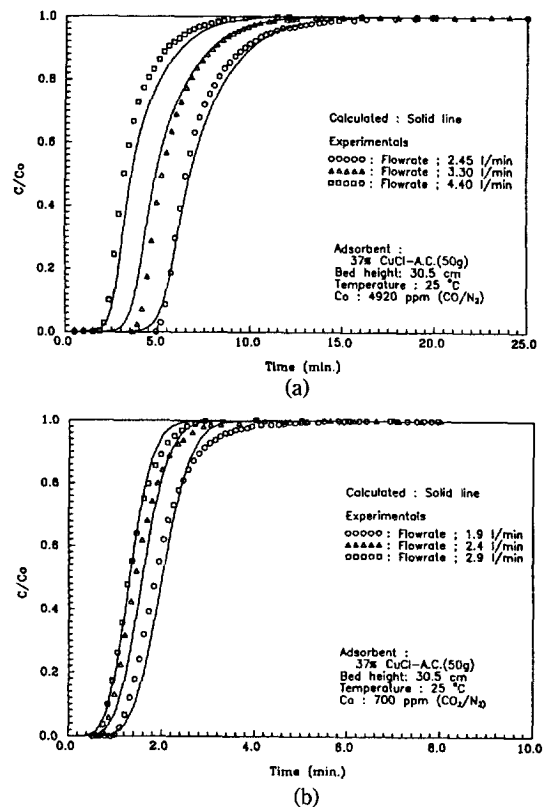 1.0
0.8
0.6
0.4
0.2
0.0
C/Co
Calculated : Solid line
Experimentals
ooooo : Flowrate ; 2.45 l/min
▵▵▵▵▵ : Flowrate ; 3.30 l/min
□□□□□ : Flowrate ; 4.40 l/min
Adsorbent :
37% CuCl-A.C.(50g)
Bed height: 30.5 cm
Temperature : 25 °C
Co : 4920 ppm (CO/N₂)
0.0 5.0 10.0 15.0 20.0 25.0
Time (min.)
(a)
1.0
0.8
0.6
0.4
0.2
0.0
C/Co
Calculated : Solid line
Experimentals
ooooo : Flowrate ; 1.9 l/min
▵▵▵▵▵ : Flowrate ; 2.4 l/min
□□□□□ : Flowrate ; 2.9 l/min
Adsorbent :
37% CuCl-A.C.(50g)
Bed height: 30.5 cm
Temperature : 25 °C
Co : 700 ppm (CO₂/N₂)
0.0 2.0 4.0 6.0 8.0 10.0
Time (min.)
(b)